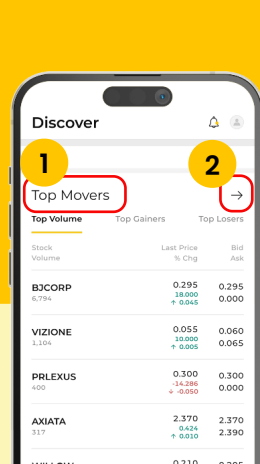 Discover
1
2
Top Movers →
Top Volume Top Gainers Top Losers
Stock Last Price Bid
Volume % Chg Ask
BJCORP 0.295 0.295
6,794 18.000 0.000
↑ 0.045
VIZIONE 0.055 0.060
1,104 10.000 0.065
↑ 0.005
PRLEXUS 0.300 0.300
400 -14.286 0.000
↓ -0.050
AXIATA 2.370 2.370
317 0.424 2.390
↑ 0.010